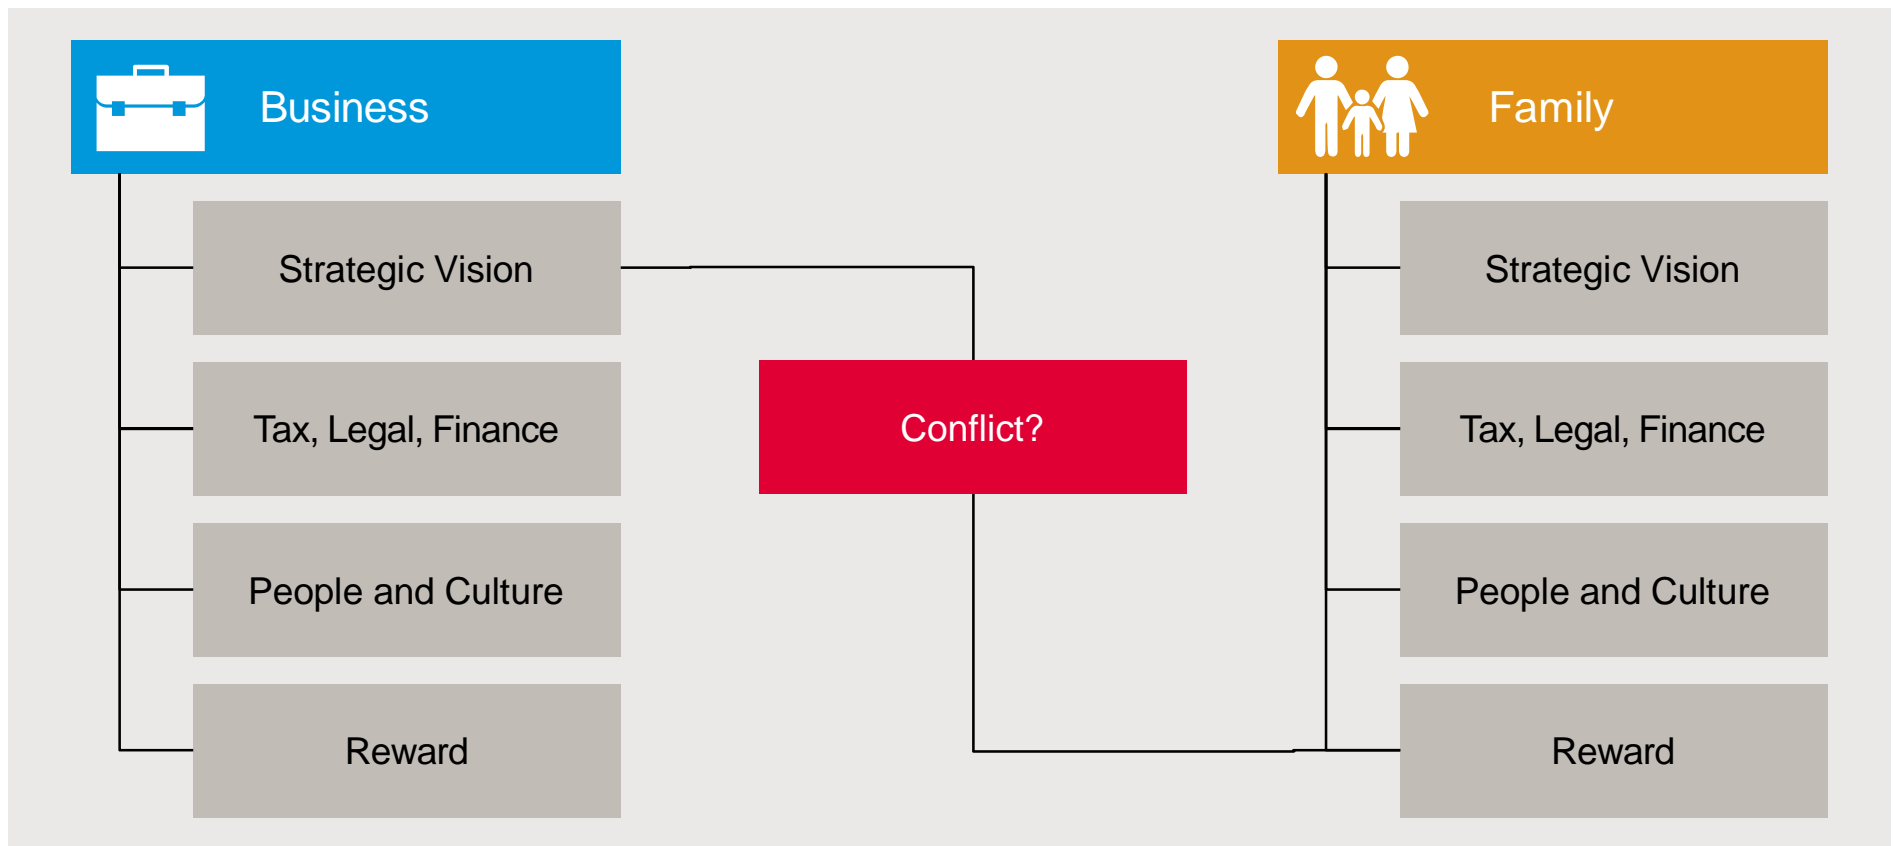 Business
Strategic Vision
Tax, Legal, Finance
People and Culture
Reward
Conflict?
Family
Strategic Vision
Tax, Legal, Finance
People and Culture
Reward